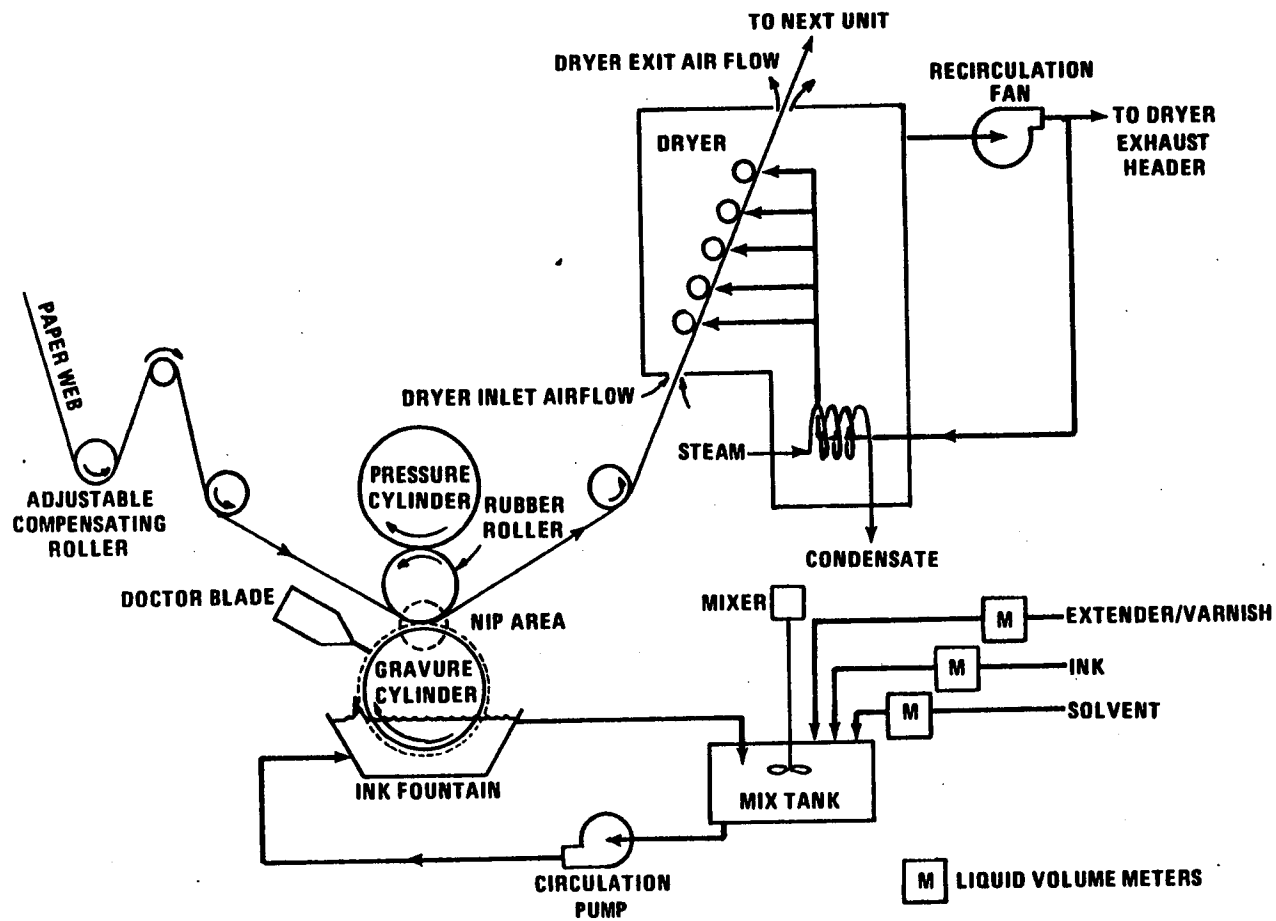 TO NEXT UNIT
DRYER EXIT AIR FLOW
RECIRCULATION
FAN
TO DRYER
EXHAUST
HEADER
DRYER
PAPER WEB
DRYER INLET AIRFLOW
STEAM
ADJUSTABLE
COMPENSATING
ROLLER
PRESSURE
CYLINDER
RUBBER
ROLLER
CONDENSATE
DOCTOR BLADE
NIP AREA
MIXER
M
EXTENDER/VARNISH
GRAVURE
CYLINDER
M
INK
M
SOLVENT
INK FOUNTAIN
MIX TANK
CIRCULATION
PUMP
M LIQUID VOLUME METERS